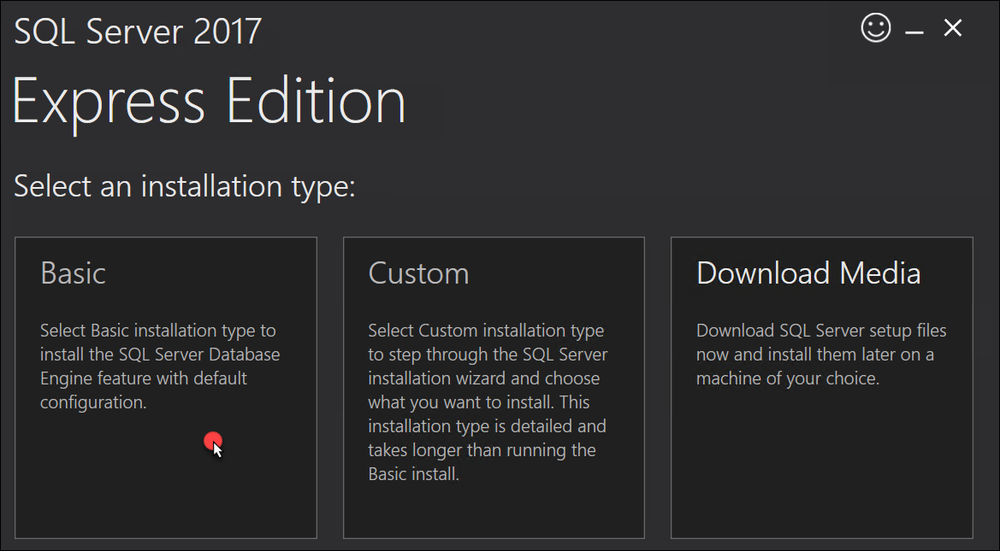 SQL Server 2017
Express Edition
Select an installation type:
Basic
Select Basic installation type to
install the SQL Server Database
Engine feature with default
configuration.
Custom
Select Custom installation type
to step through the SQL Server
installation wizard and choose
what you want to install. This
installation type is detailed and
takes longer than running the
Basic install.
Download Media
Download SQL Server setup files
now and install them later on a
machine of your choice.